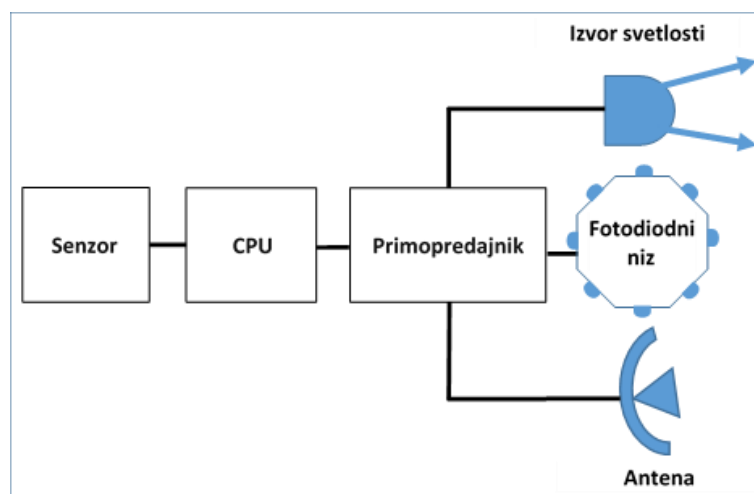 Izvor svetlosti
Senzor
CPU
Primopredajnik
Fotodiodni
niz
Antena